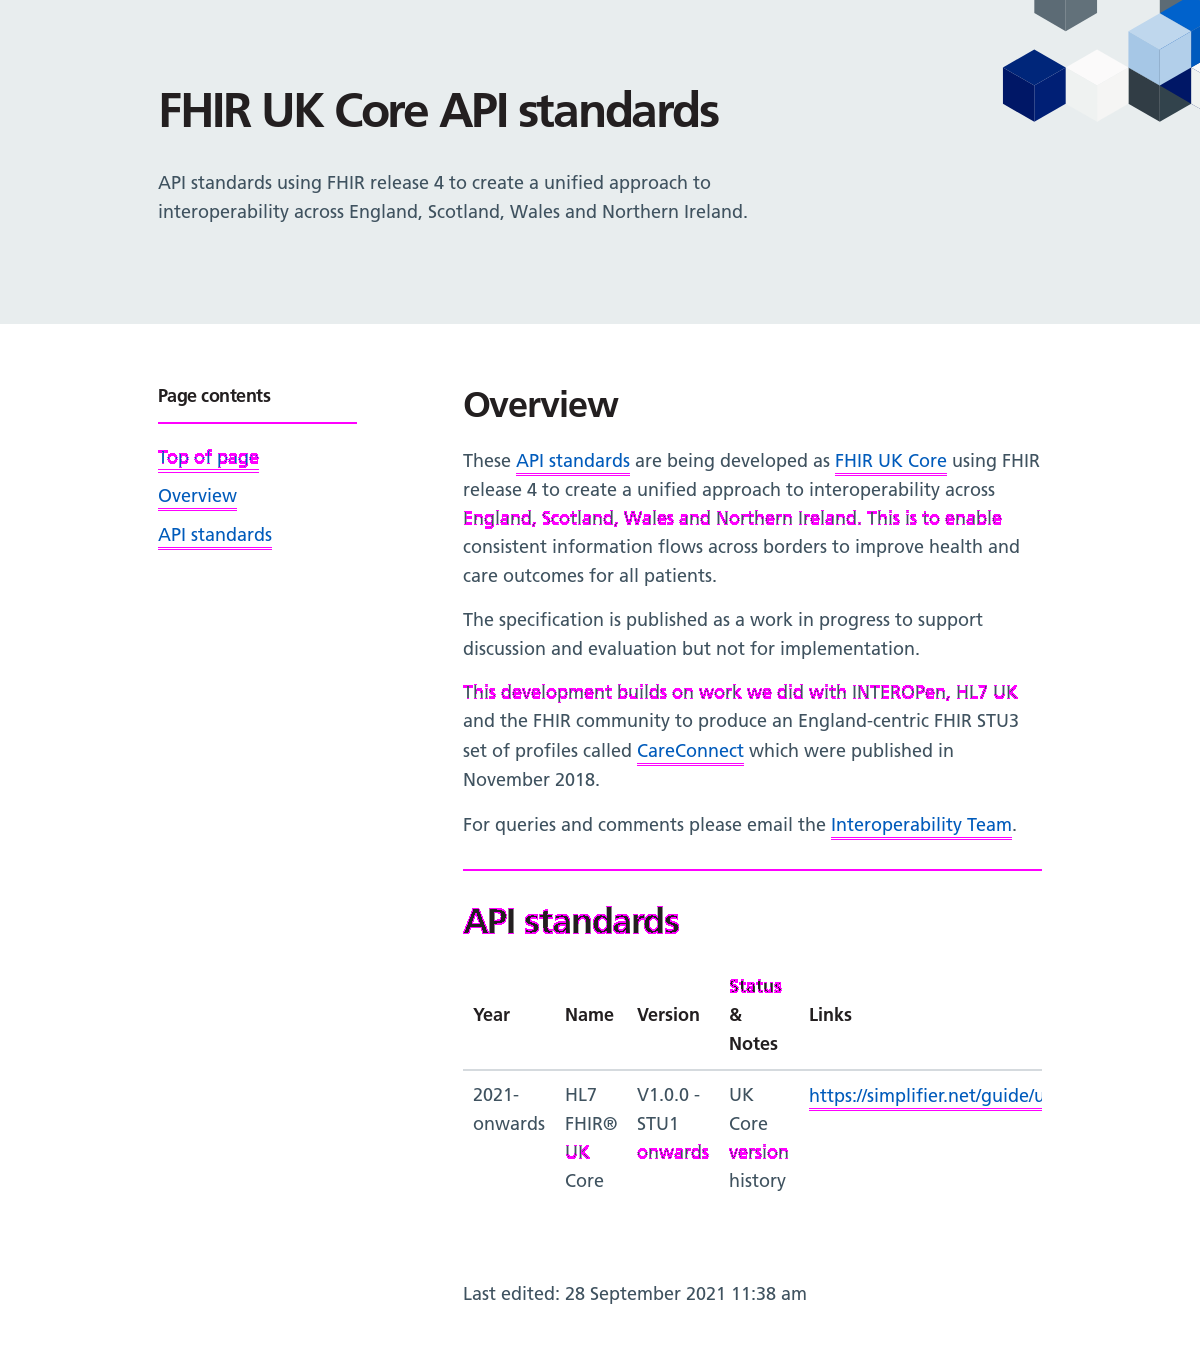 FHIR UK Core API standards
API standards using FHIR release 4 to create a unified approach to
interoperability across England, Scotland, Wales and Northern Ireland.
Page contents
Top of page
Overview
API standards
Overview
These API standards are being developed as FHIR UK Core using FHIR
release 4 to create a unified approach to interoperability across
England, Scotland, Wales and Northern Ireland. This is to enable
consistent information flows across borders to improve health and
care outcomes for all patients.
The specification is published as a work in progress to support
discussion and evaluation but not for implementation.
This development builds on work we did with INTEROPen, HL7 UK
and the FHIR community to produce an England-centric FHIR STU3
set of profiles called CareConnect which were published in
November 2018.
For queries and comments please email the Interoperability Team.
API standards
Status
Year Name Version & Links
Notes
2021- HL7 V1.0.0 - UK https://simplifier.net/guide/u
onwards FHIR® STU1 Core
UK onwards version
Core history
Last edited: 28 September 2021 11:38 am